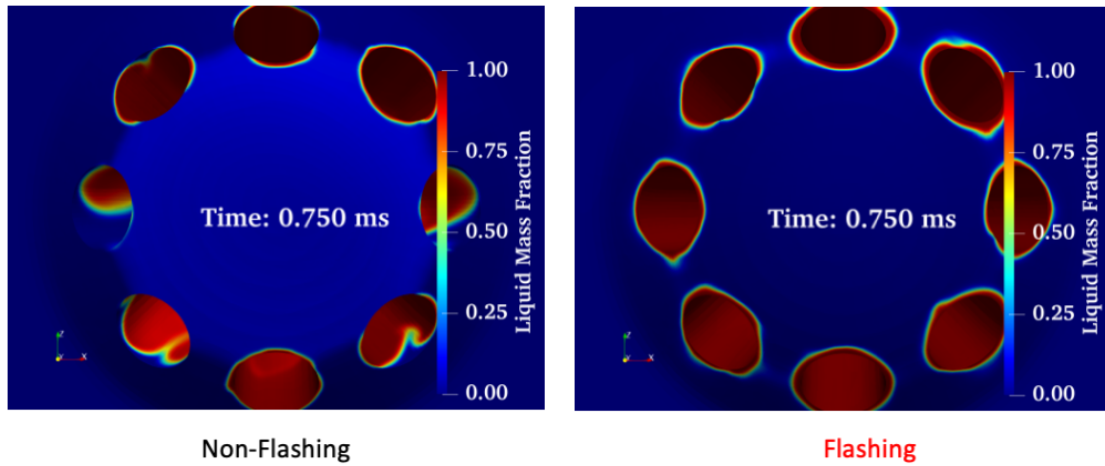 1.00
0.75
Time: 0.750 ms
0.50
0.25
0.00
Liquid Mass Fraction
Z
Y
X
Non-Flashing
1.00
0.75
Time: 0.750 ms
0.50
0.25
0.00
Liquid Mass Fraction
Z
Y
X
Flashing